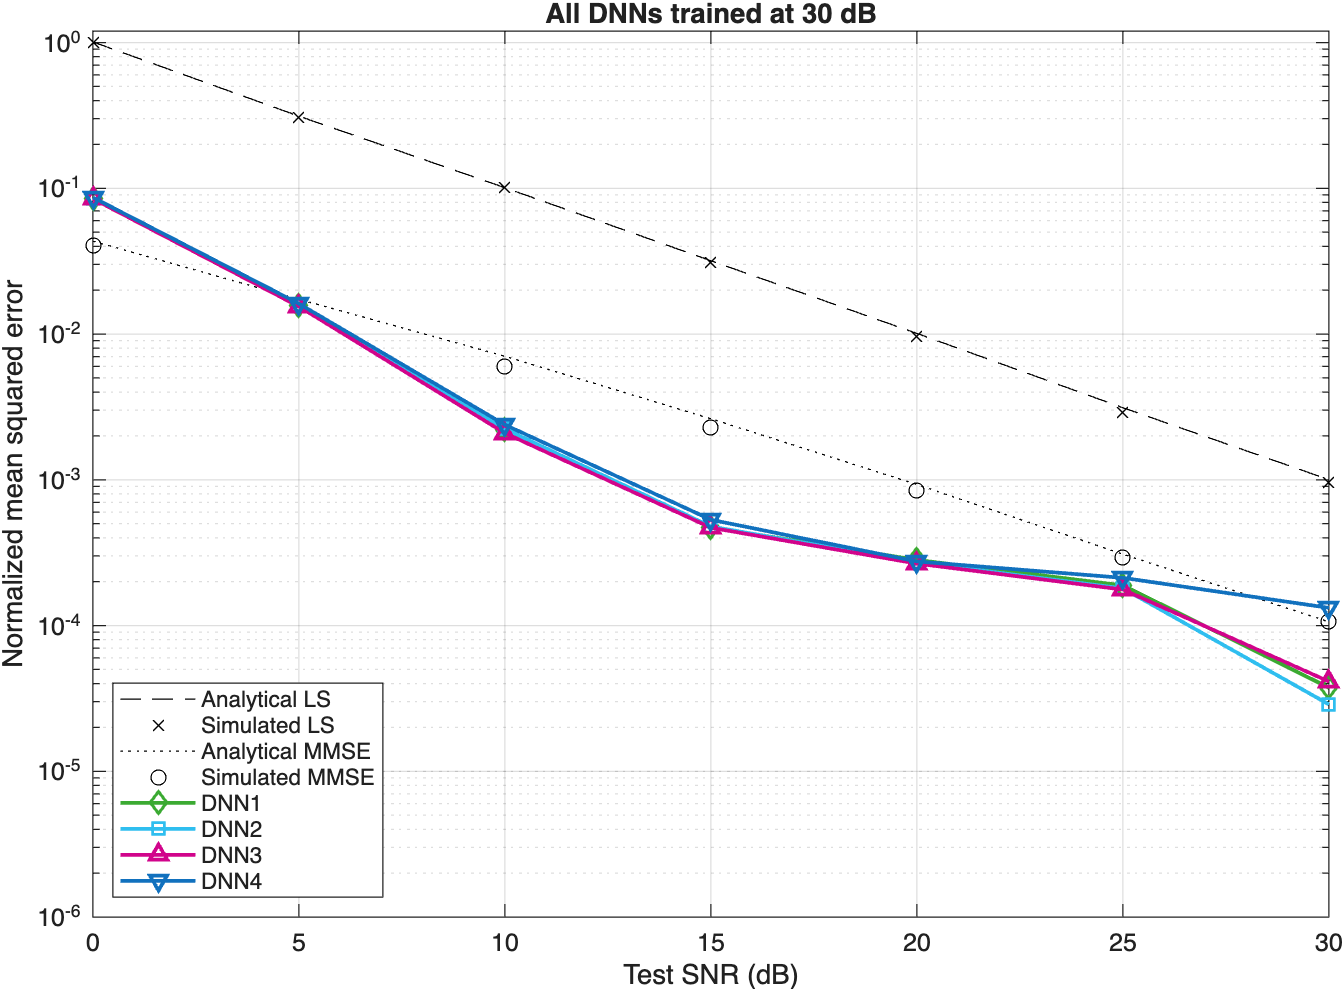 All DNNs trained at 30 dB
Normalized mean squared error
10^0
10^-1
10^-2
10^-3
10^-4
10^-5
10^-6
Analytical LS
Simulated LS
Analytical MMSE
Simulated MMSE
DNN1
DNN2
DNN3
DNN4
0 5 10 15 20 25 30
Test SNR (dB)